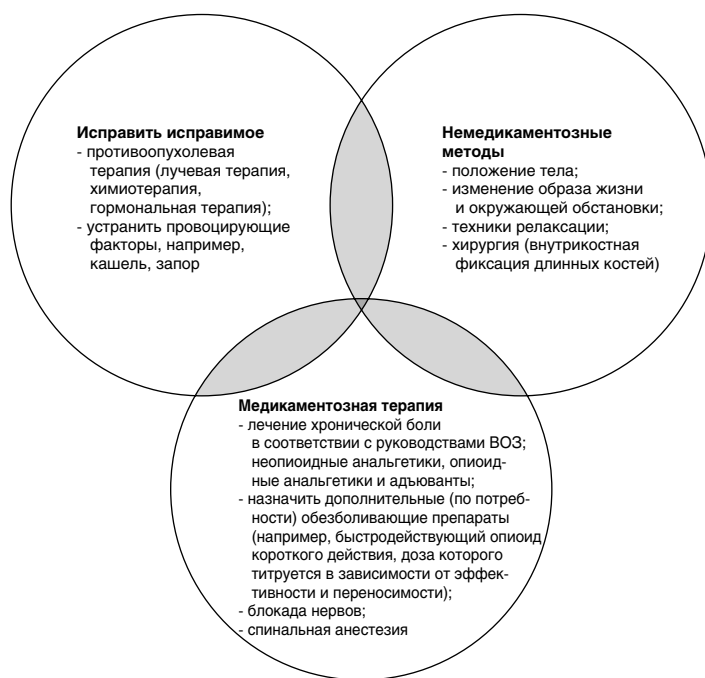 Исправить исправимое
- противоопухолевая
терапия (лучевая терапия,
химиотерапия,
гормональная терапия);
- устранить провоцирующие
факторы, например,
кашель, запор
Немедикаментозные
методы
- положение тела;
- изменение образа жизни
и окружающей обстановки;
- техники релаксации;
- хирургия (внутрикостная
фиксация длинных костей)
Медикаментозная терапия
- лечение хронической боли
в соответствии с руководствами ВОЗ;
неопиоидные анальгетики, опиоид-
ные анальгетики и адъюванты;
- назначить дополнительные (по потреб-
ности) обезболивающие препараты
(например, быстродействующий опиоид
короткого действия, доза которого
титруется в зависимости от эффек-
тивности и переносимости);
- блокада нервов;
- спинальная анестезия